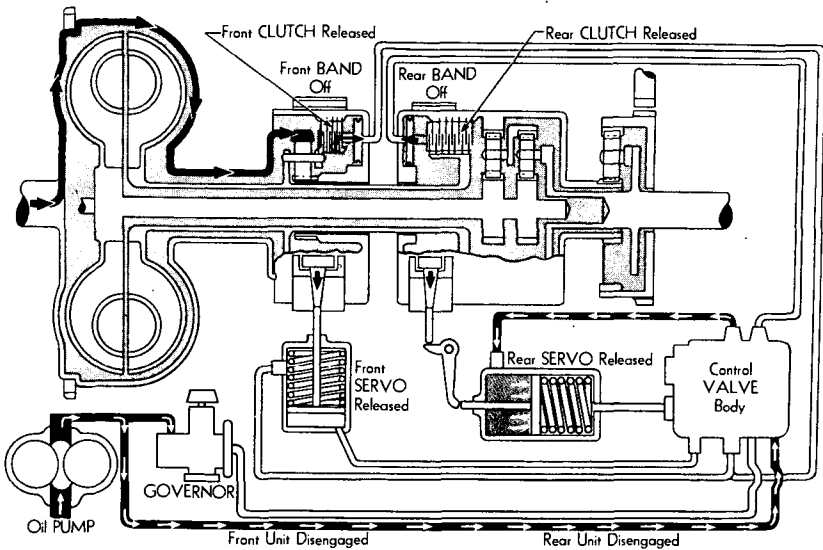 Front CLUTCH Released
Rear CLUTCH Released
Front BAND
Off
Rear BAND
Off
Front
SERVO
Released
Rear SERVO Released
Control
VALVE
Body
GOVERNOR
Oil PUMP
Front Unit Disengaged
Rear Unit Disengaged